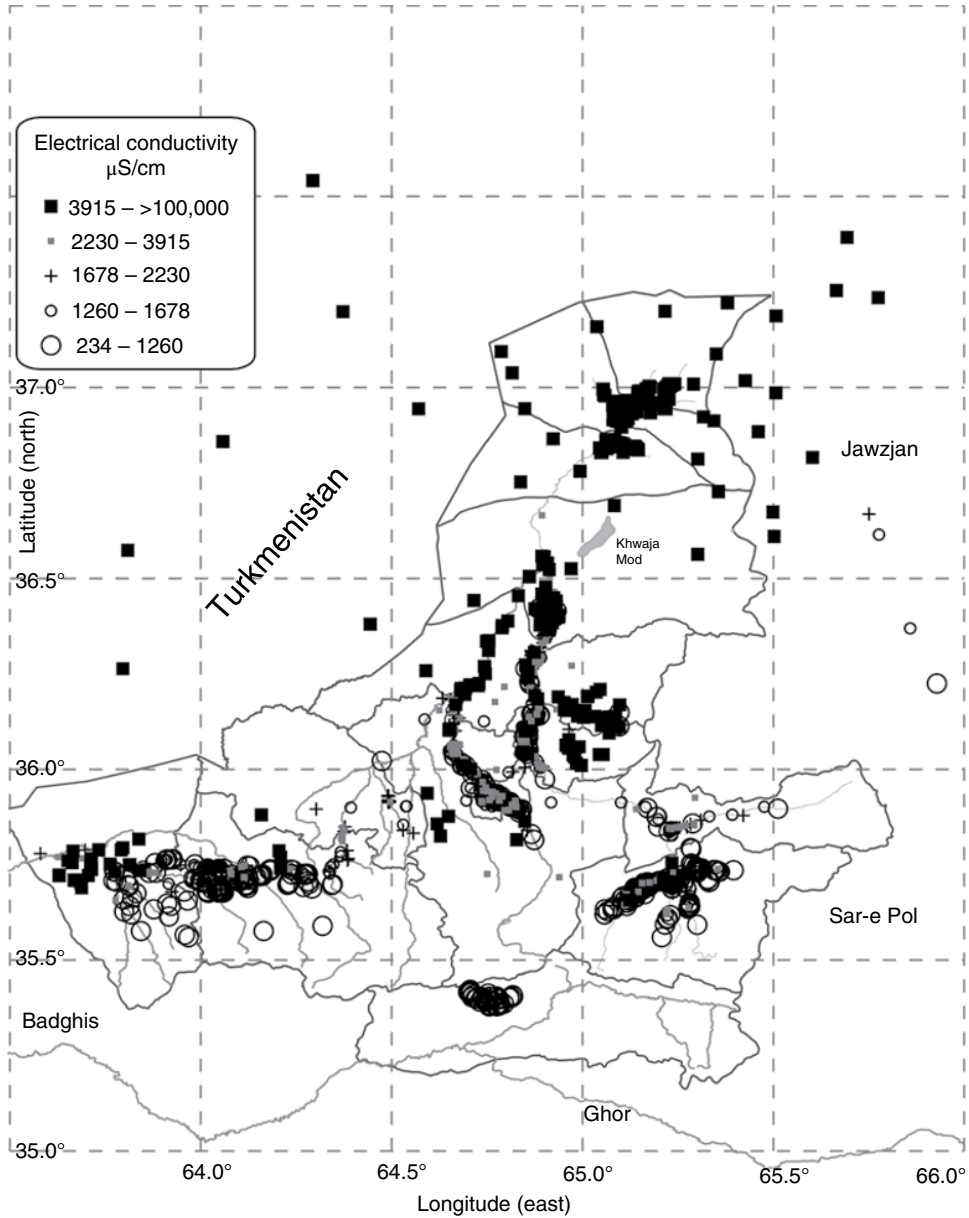 Electrical conductivity
μS/cm
3915 – >100,000
2230 – 3915
1678 – 2230
1260 – 1678
234 – 1260
37.0°
Latitude (north)
Jawzjan
Turkmenistan
Khwaja
Mod
36.5°
36.0°
Sar-e Pol
35.5°
Badghis
Ghor
35.0°
64.0°
64.5°
65.0°
65.5°
66.0°
Longitude (east)